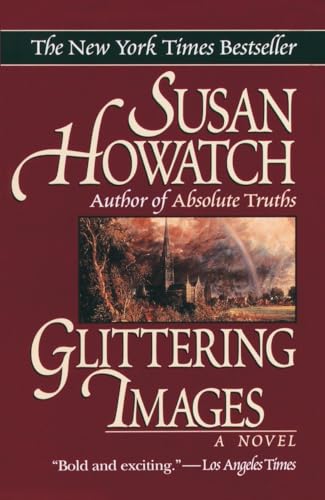 The New York Times Bestseller
SUSAN
HOWATCH
Author of Absolute Truths
GLITTERING
IMAGES
A NOVEL
“Bold and exciting.”—Los Angeles Times